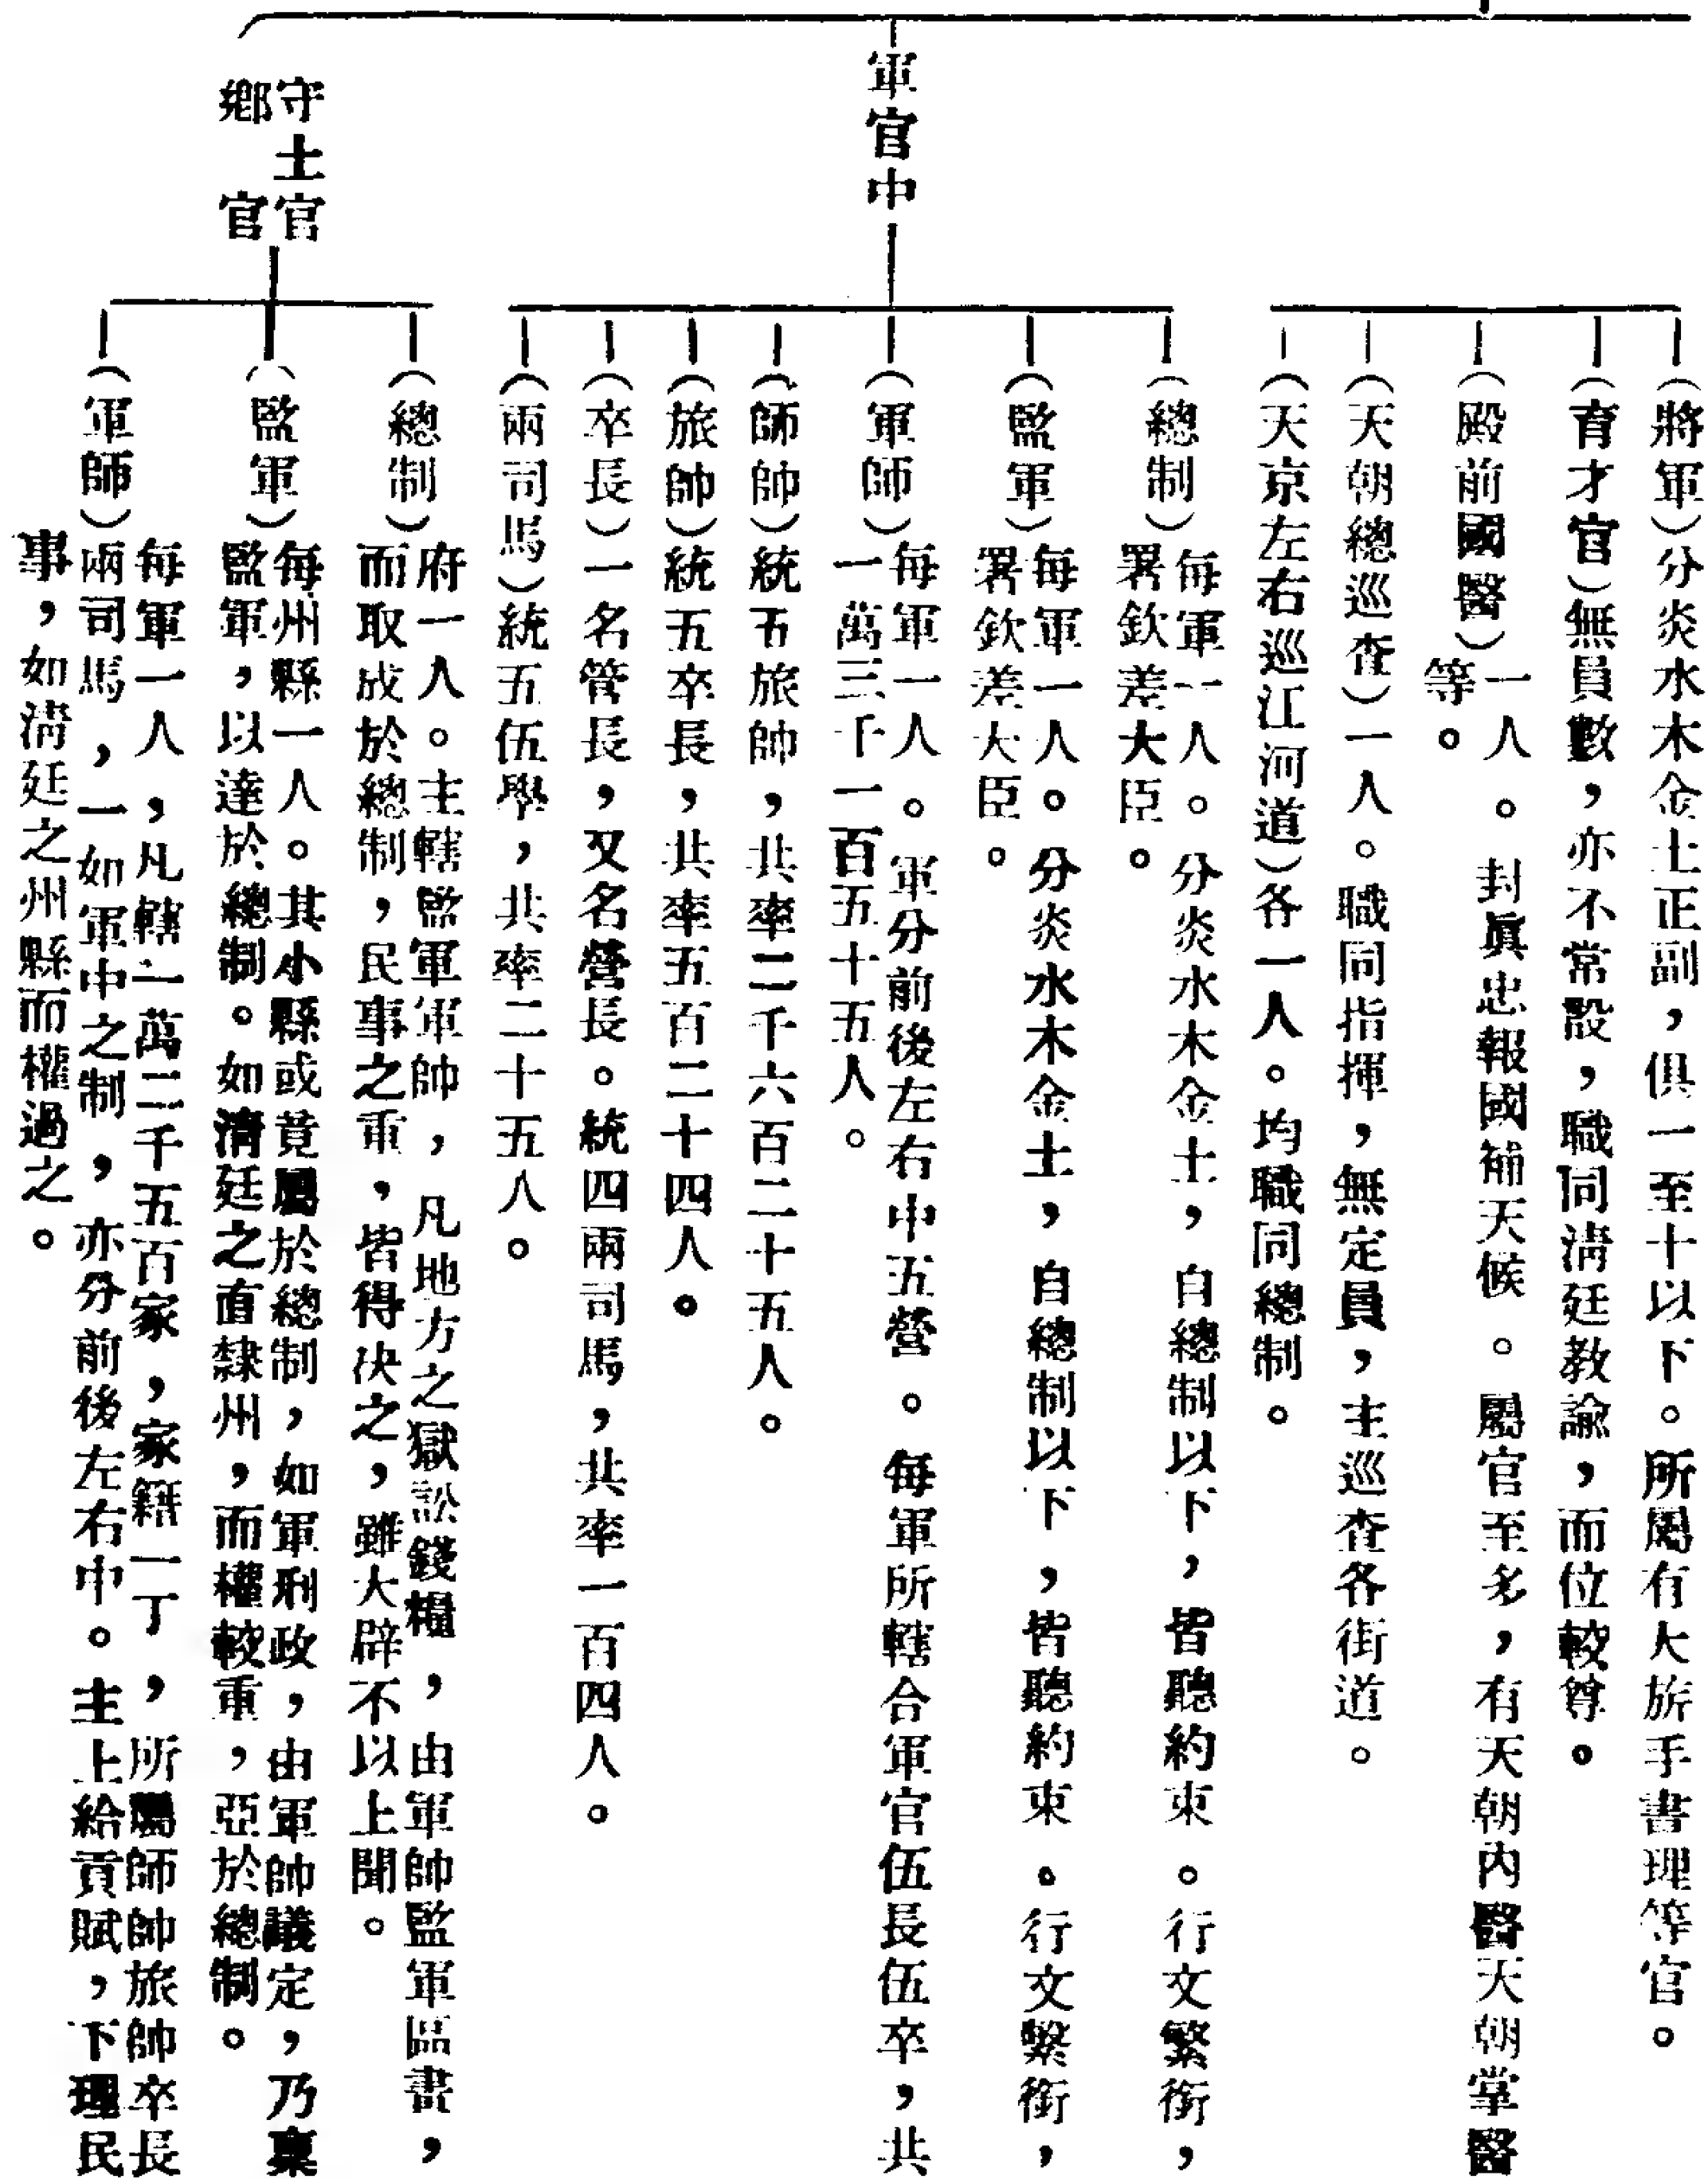 (將軍)分炎水木金土正副，俱一至十以下。所屬有大旂手書理等官。
(育才官)無員數，亦不常設，職同淸廷敎諭，而位較尊。
(殿前國醫)一人。封眞忠報國補天候。屬官至多，有天朝內醫天朝掌醫
等。
(天朝總巡查)一人。職同指揮，無定員，主巡查各街道。
(天京左右巡江河道)各一人。均職同總制。
軍官中
(總制)每軍一人。分炎水木金土，自總制以下，皆聽約束。行文繁銜，
署欽差大臣。
(監軍)每軍一人。分炎水木金土，自總制以下，皆聽約束。行文繫銜，
署欽差大臣。
(軍師)每軍一人。軍分前後左右中五營。每軍所轄合軍官伍長伍卒，共
一萬三千一百五十五人。
(師帥)統五旅帥，共率二千六百二十五人。
(旅帥)統五卒長，共率五百二十四人。
(卒長)一名管長，又名營長。統四兩司馬，共率一百四人。
(兩司馬)統五伍學，共率二十五人。
守土官
鄕官
(總制)府一人。主轄監軍軍帥，凡地方之獄訟錢糧，由軍帥監軍區畫，
而取成於總制，民事之重，皆得決之，雖大辟不以上聞。
(監軍)每州縣一人。其小縣或竟屬於總制，如軍刑政，由軍帥議定，乃稟
監軍，以達於總制。如淸廷之直隸州，而權較重，亞於總制。
(軍師)每軍一人，凡轄一萬二千五百家，家籍一丁，所屬師帥旅帥卒長
兩司馬，一如軍中之制，亦分前後左右中。主上給貢賦，下理民
事，如淸廷之州縣而權過之。